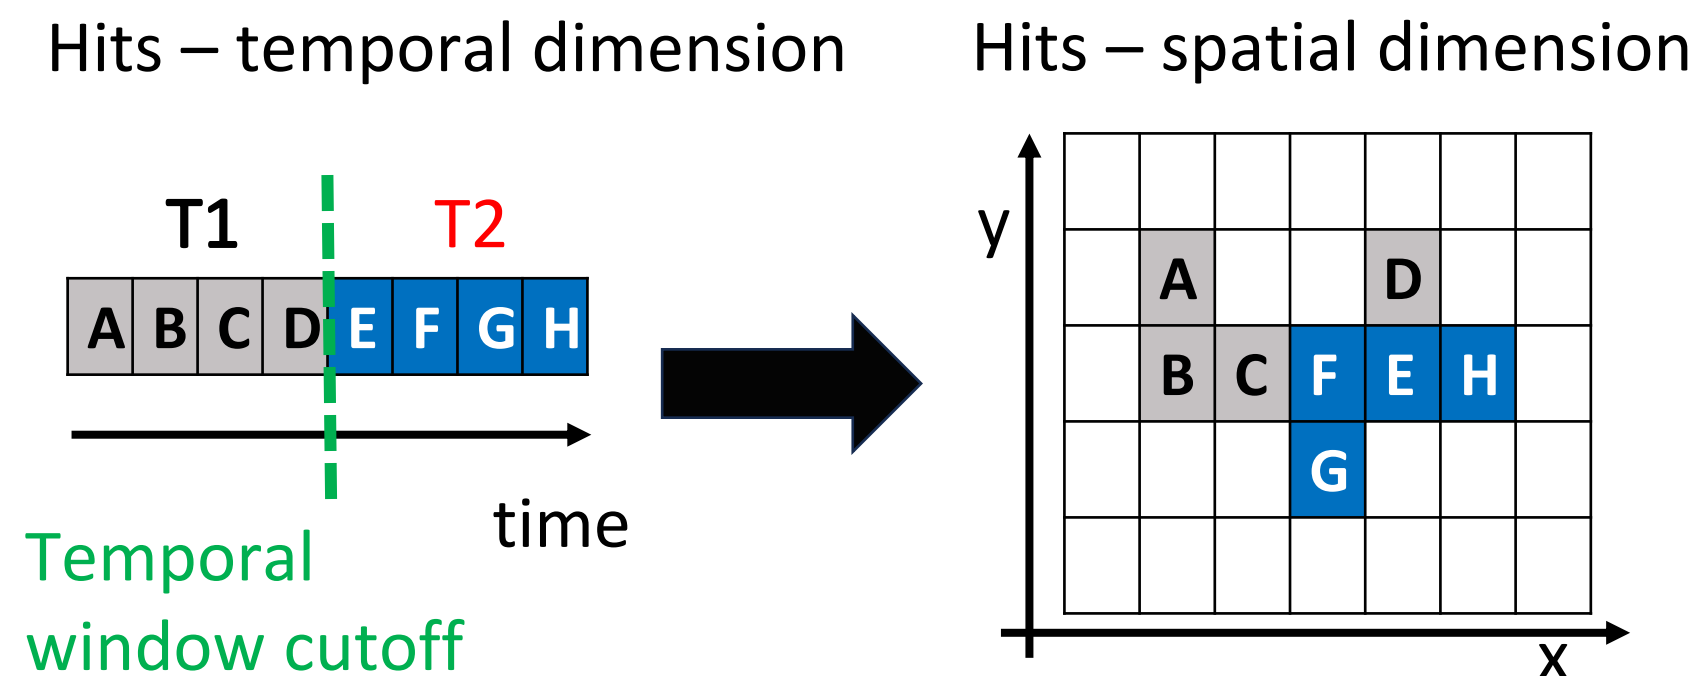 Hits – temporal dimension
T1 T2
A B C D E F G H
time
Temporal
window cutoff
Hits – spatial dimension
y
A D
B C F E H
G
x